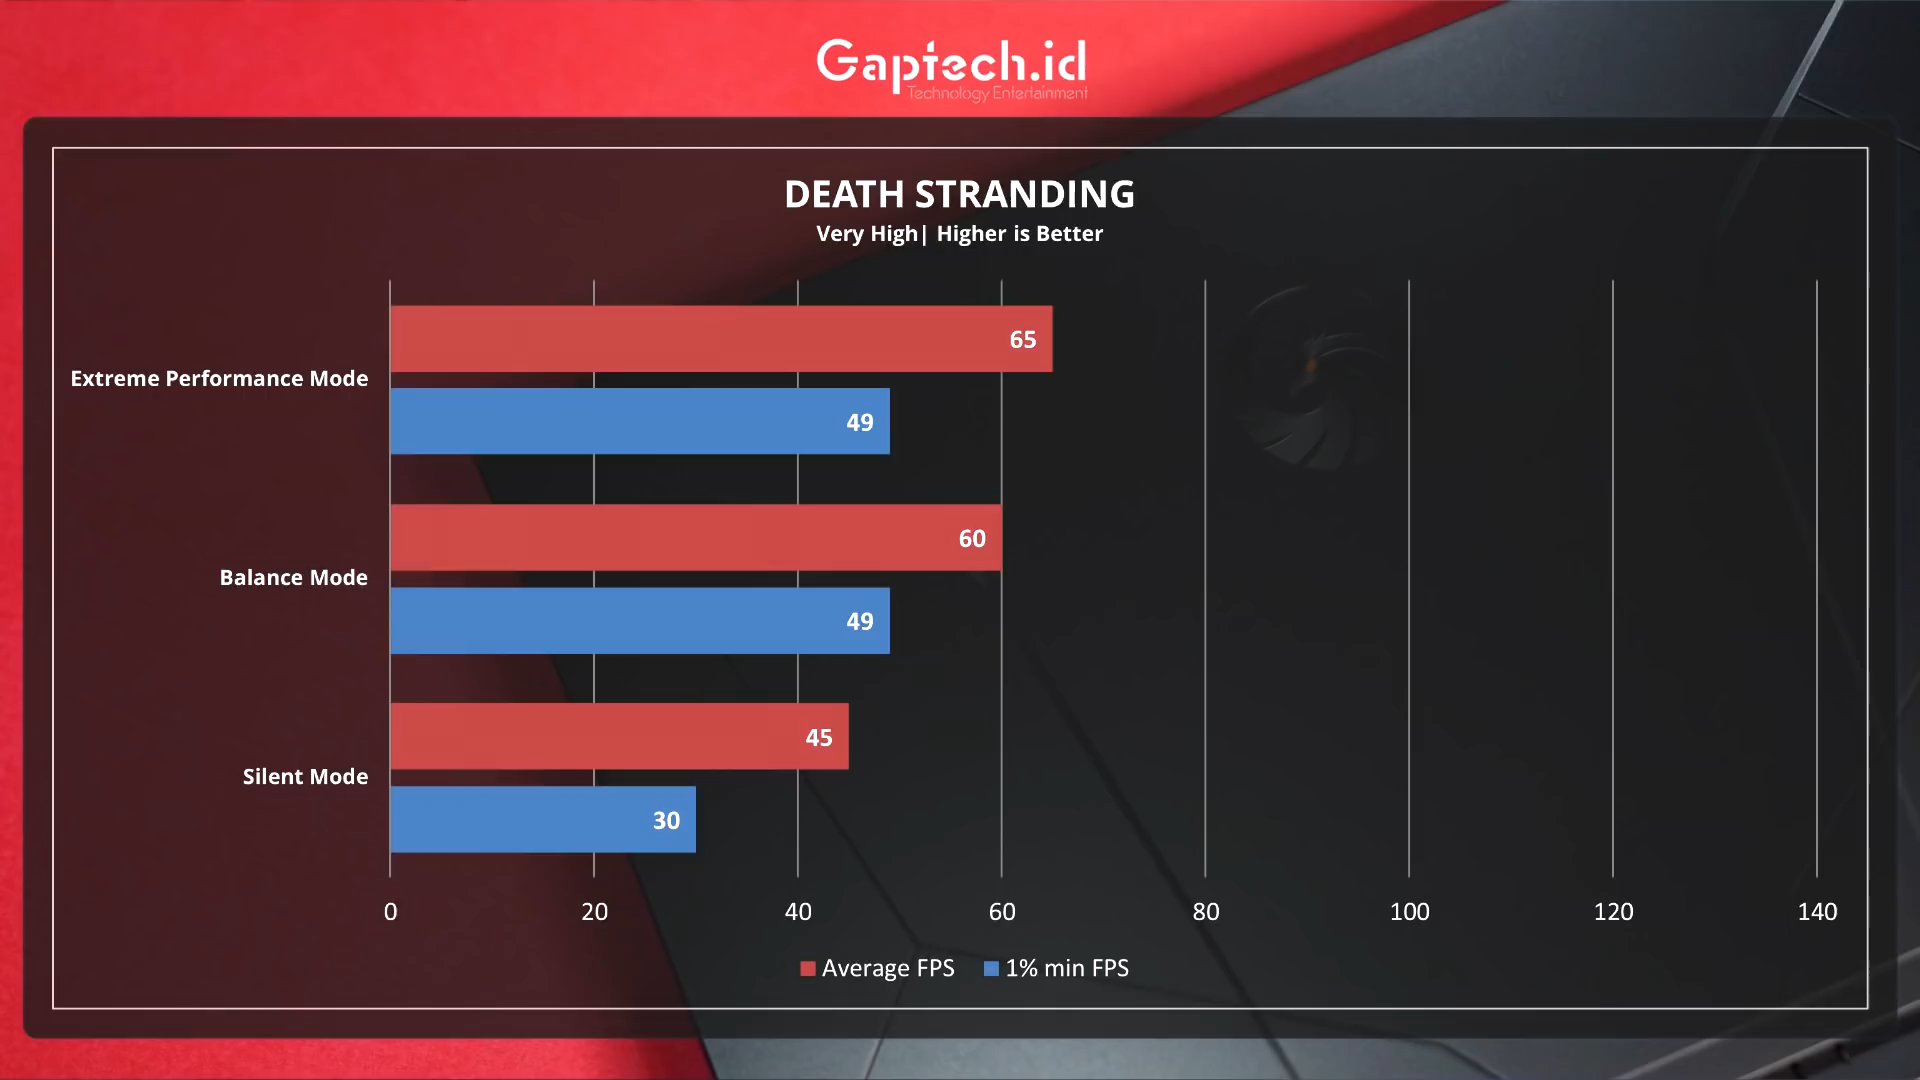 Gaptech.id
Technology Entertainment
DEATH STRANDING
Very High| Higher is Better
Extreme Performance Mode
65
49
Balance Mode
60
49
Silent Mode
45
30
0 20 40 60 80 100 120 140
Average FPS 1% min FPS